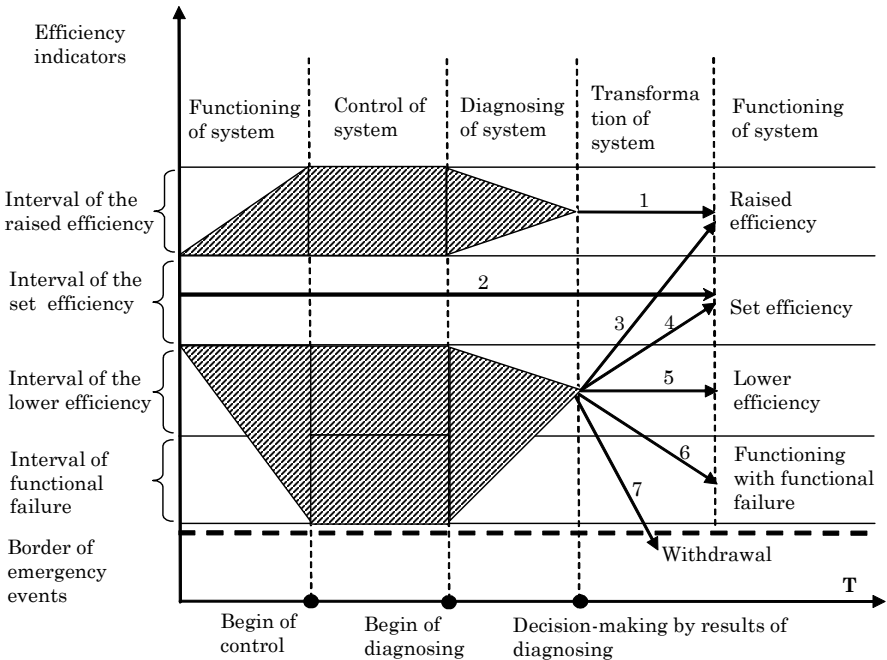 Efficiency
indicators
Functioning
of system
Control of
system
Diagnosing
of system
Transforma
tion of
system
Functioning
of system
Interval of the
raised efficiency
1
Raised
efficiency
Interval of the
set efficiency
2
3
4
Set efficiency
Interval of the
lower efficiency
5
Lower
efficiency
Interval of
functional
failure
6
7
Functioning
with functional
failure
Border of
emergency
events
Withdrawal
T
Begin of
control
Begin of
diagnosing
Decision-making by results of
diagnosing